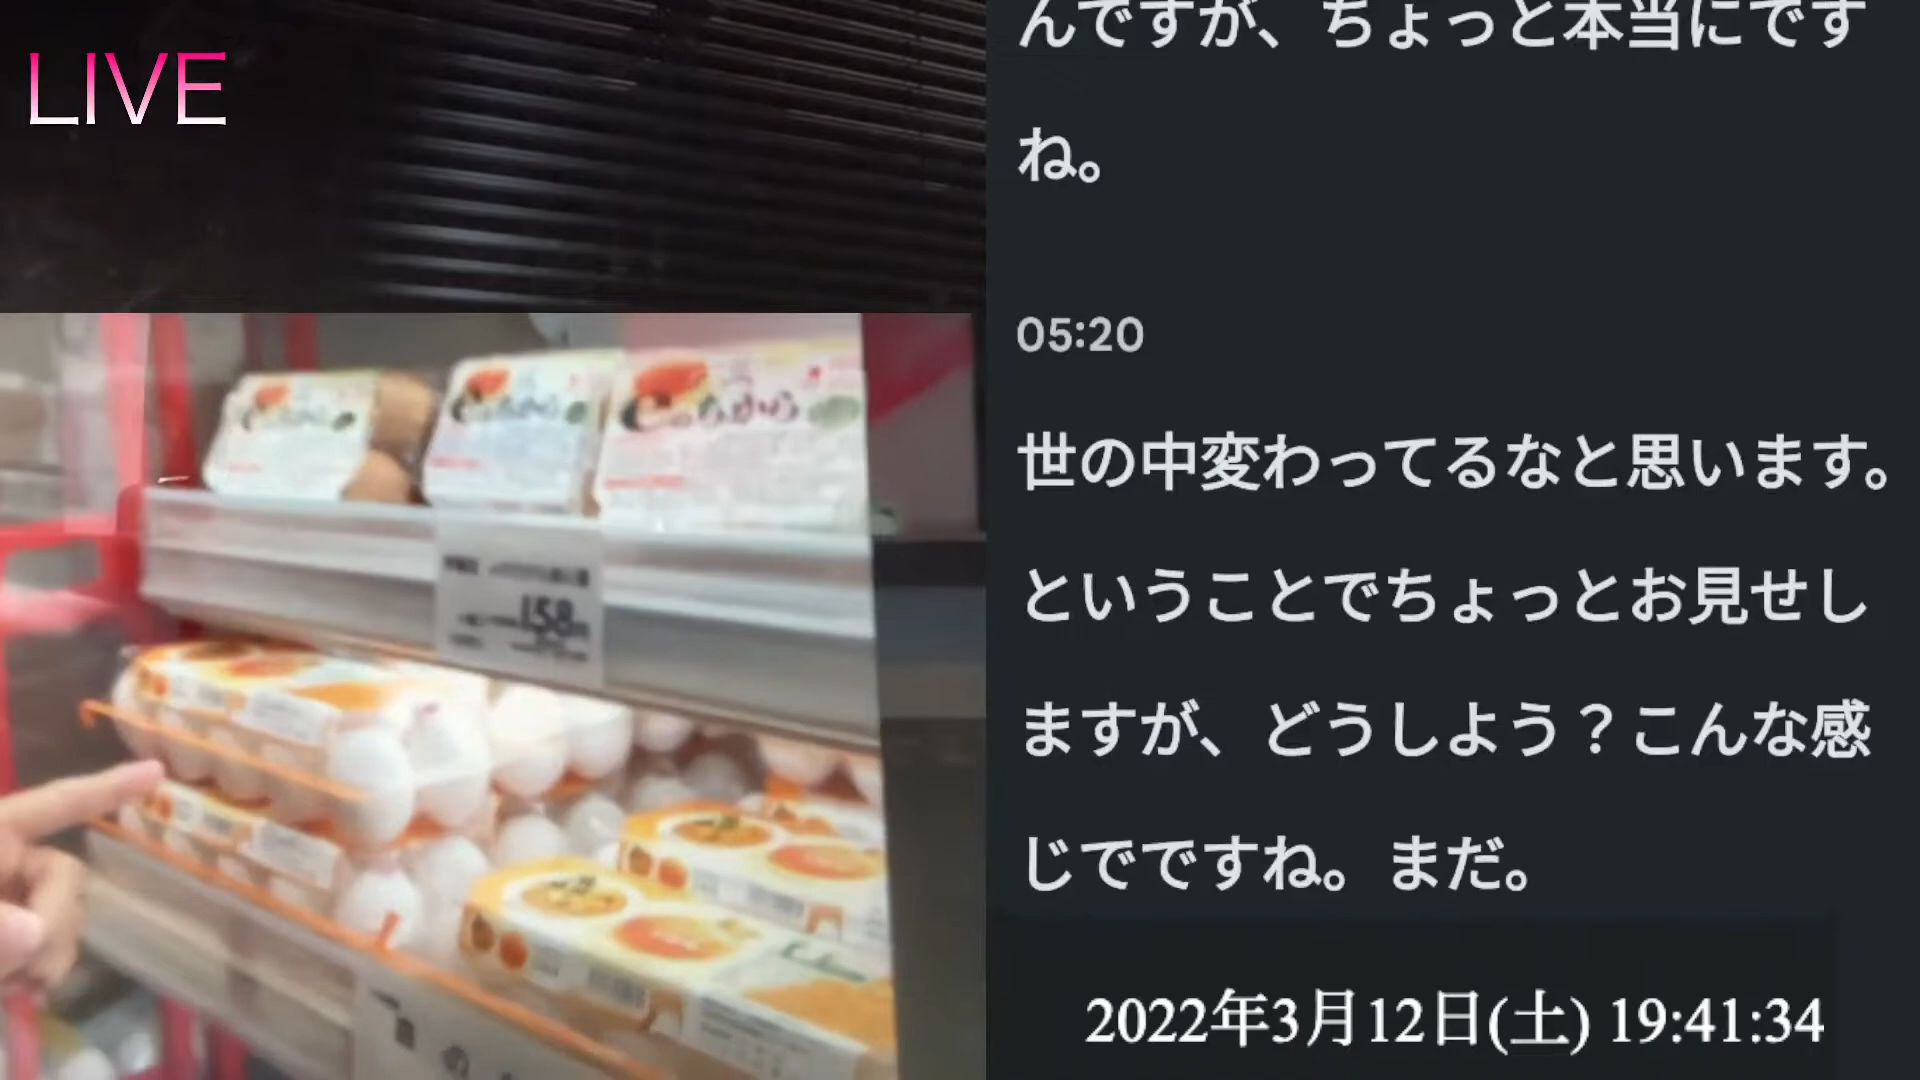 LIVE
んですが、ちょっと本当にです
ね。
05:20
世の中変わってるなと思います。
ということでちょっとお見せし
ますが、どうしよう？こんな感
じでですね。まだ。
2022年3月12日(土) 19:41:34
158
の